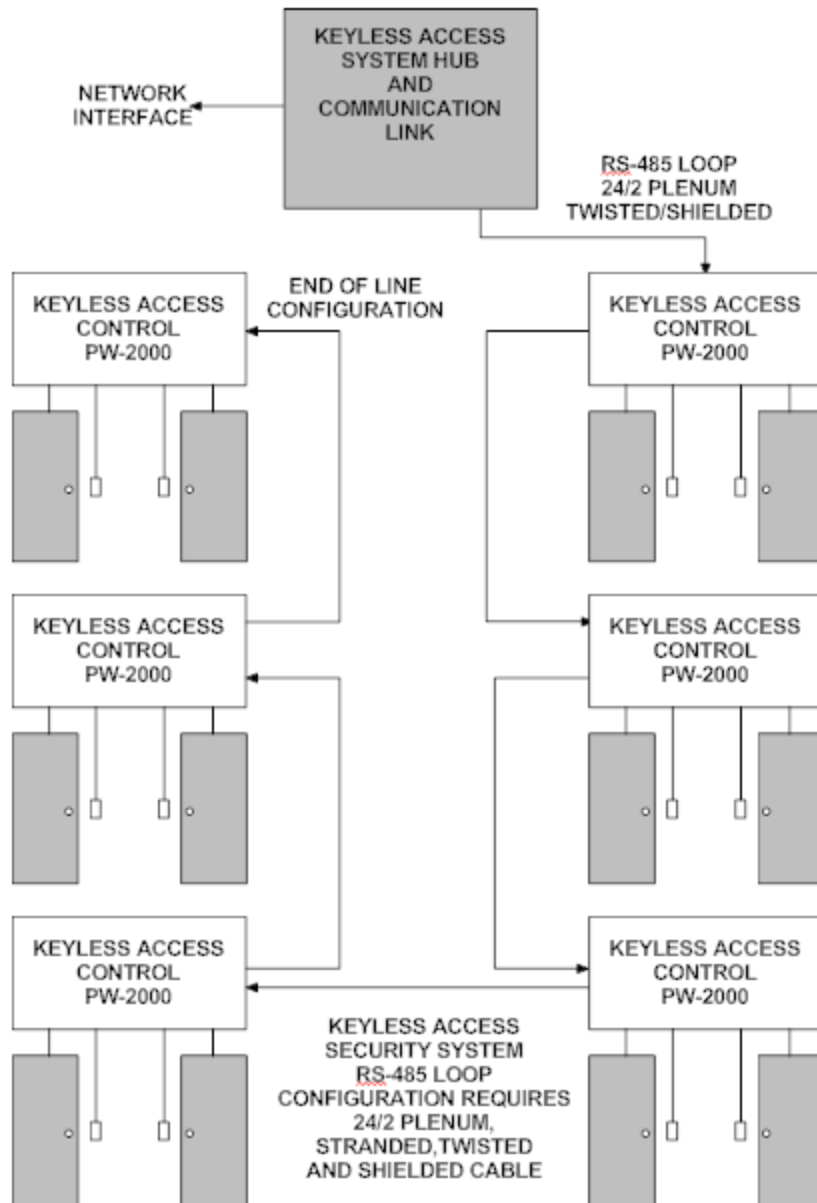 KEYLESS ACCESS
SYSTEM HUB
AND
COMMUNICATION
LINK
NETWORK
INTERFACE
RS-485 LOOP
24/2 PLENUM
TWISTED/SHIELDED
KEYLESS ACCESS
CONTROL
PW-2000
END OF LINE
CONFIGURATION
KEYLESS ACCESS
CONTROL
PW-2000
KEYLESS ACCESS
CONTROL
PW-2000
KEYLESS ACCESS
CONTROL
PW-2000
KEYLESS ACCESS
CONTROL
PW-2000
KEYLESS ACCESS
CONTROL
PW-2000
KEYLESS ACCESS
SECURITY SYSTEM
RS-485 LOOP
CONFIGURATION REQUIRES
24/2 PLENUM,
STRANDED,TWISTED
AND SHIELDED CABLE